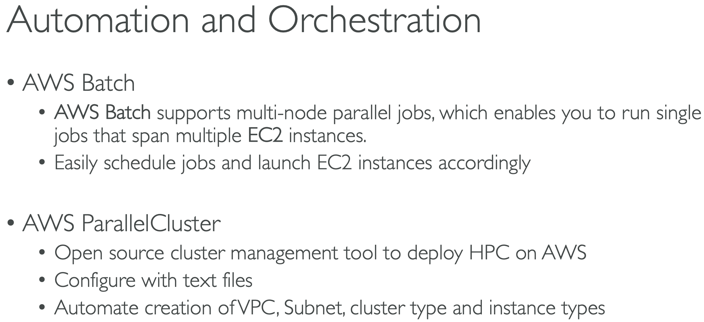 Automation and Orchestration
• AWS Batch
• AWS Batch supports multi-node parallel jobs, which enables you to run single
jobs that span multiple EC2 instances.
• Easily schedule jobs and launch EC2 instances accordingly
• AWS ParallelCluster
• Open source cluster management tool to deploy HPC on AWS
• Configure with text files
• Automate creation of VPC, Subnet, cluster type and instance types